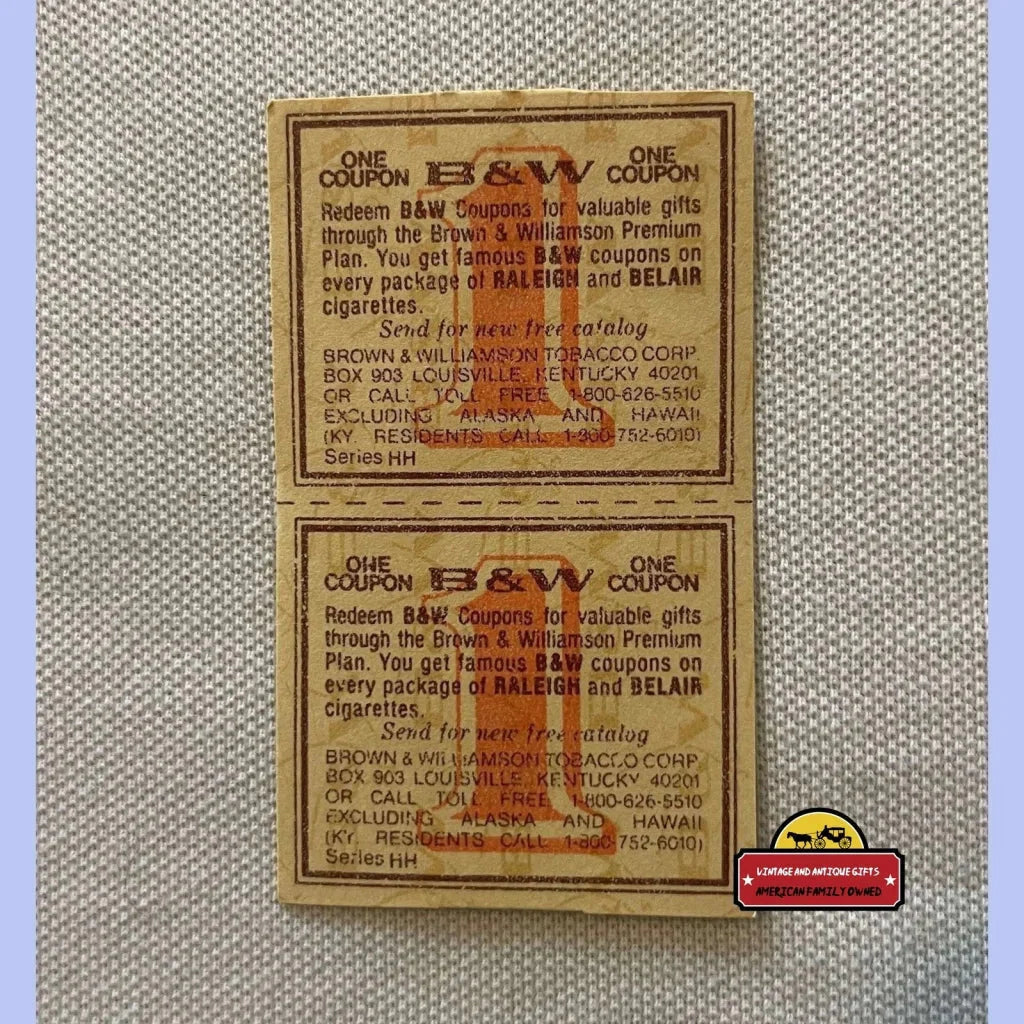 ONE COUPON B&W ONE COUPON
Redeem B&W Coupons for valuable gifts
through the Brown & Williamson Premium
Plan. You get famous B&W coupons on
every package of RALEIGH and BELAIR
cigarettes.
Send for new free catalog
BROWN & WILLIAMSON TOBACCO CORP.
BOX 903 LOUISVILLE, KENTUCKY 40201
OR CALL TOLL FREE 1-800-626-5510
EXCLUDING ALASKA AND HAWAII
(KY. RESIDENTS CALL 1-800-752-6010)
Series HH
1
ONE COUPON B&W ONE COUPON
Redeem B&W Coupons for valuable gifts
through the Brown & Williamson Premium
Plan. You get famous B&W coupons on
every package of RALEIGH and BELAIR
cigarettes.
Send for new free catalog
BROWN & WILLIAMSON TOBACCO CORP.
BOX 903 LOUISVILLE, KENTUCKY 40201
OR CALL TOLL FREE 1-800-626-5510
EXCLUDING ALASKA AND HAWAII
(KY. RESIDENTS CALL 1-800-752-6010)
Series HH
1
VINTAGE AND ANTIQUE GIFTS
AMERICAN FAMILY OWNED